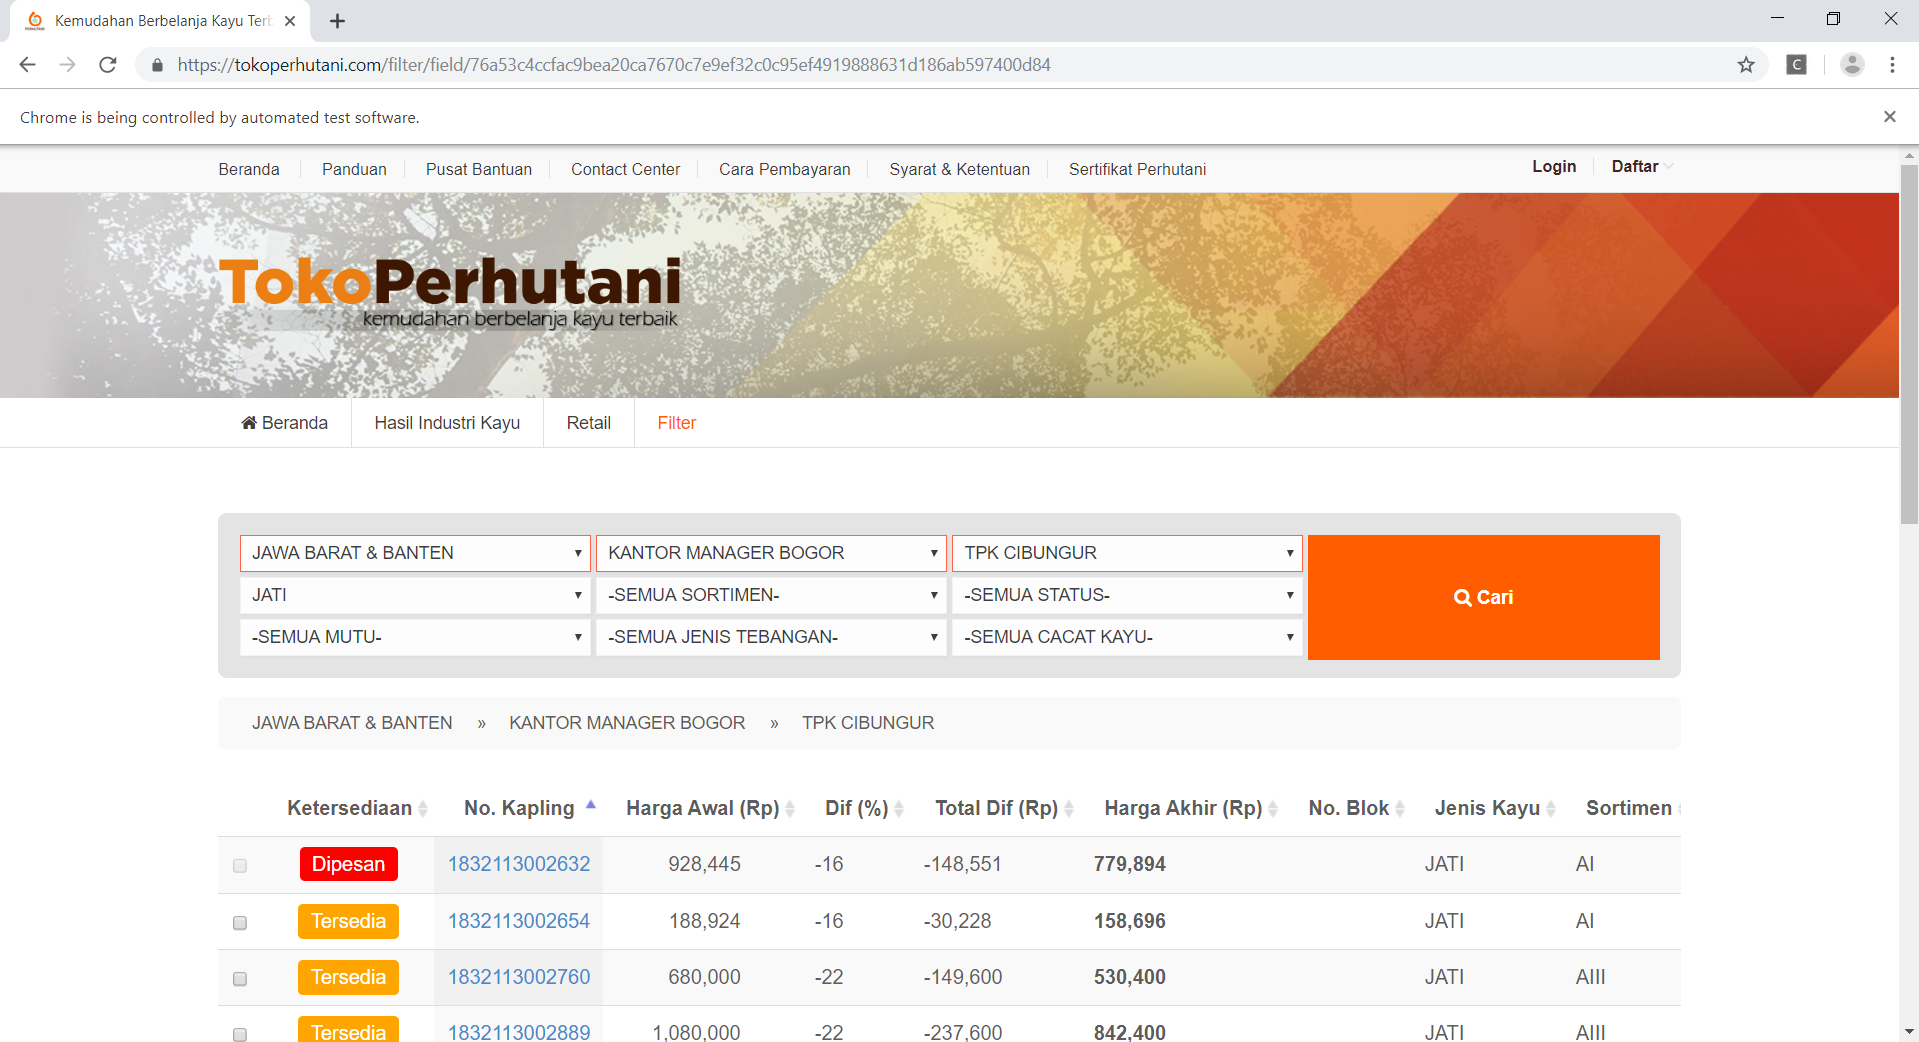 Kemudahan Berbelanja Kayu Terb
https://tokoperhutani.com/filter/field/76a53c4ccfac9bea20ca7670c7e9ef32c0c95ef4919888631d186ab597400d84
C
Chrome is being controlled by automated test software.
Beranda Panduan Pusat Bantuan Contact Center Cara Pembayaran Syarat & Ketentuan Sertifikat Perhutani Login Daftar
TokoPerhutani
kemudahan berbelanja kayu terbaik
Beranda Hasil Industri Kayu Retail Filter
JAWA BARAT & BANTEN KANTOR MANAGER BOGOR TPK CIBUNGUR
JATI -SEMUA SORTIMEN- -SEMUA STATUS-
Cari
-SEMUA MUTU- -SEMUA JENIS TEBANGAN- -SEMUA CACAT KAYU-
JAWA BARAT & BANTEN » KANTOR MANAGER BOGOR » TPK CIBUNGUR
Ketersediaan No. Kapling Harga Awal (Rp) Dif (%) Total Dif (Rp) Harga Akhir (Rp) No. Blok Jenis Kayu Sortimen
Dipesan 1832113002632 928,445 -16 -148,551 779,894 JATI AI
Tersedia 1832113002654 188,924 -16 -30,228 158,696 JATI AI
Tersedia 1832113002760 680,000 -22 -149,600 530,400 JATI AIII
Tersedia 1832113002889 1,080,000 -22 -237,600 842,400 JATI AIII